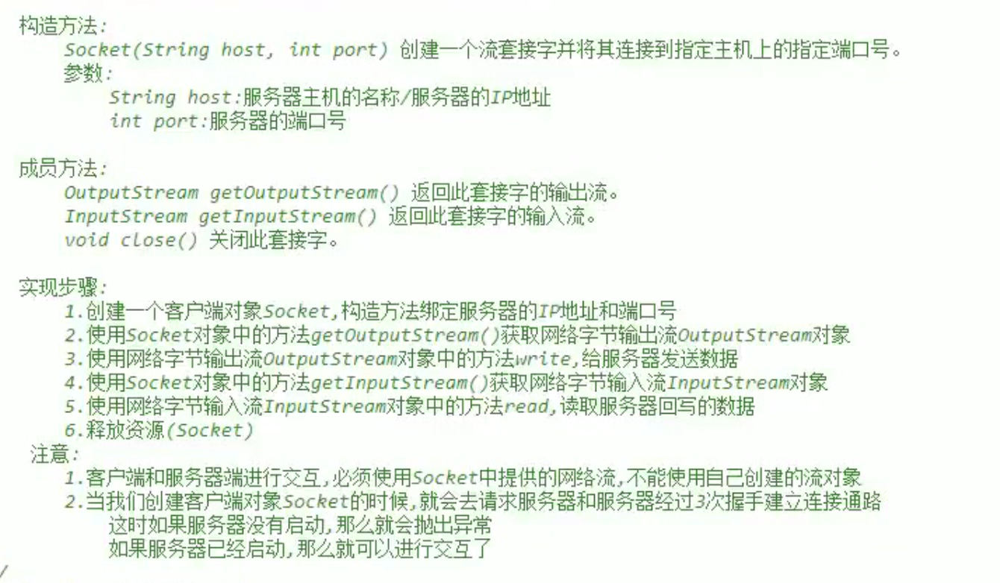 构造方法:
Socket(String host, int port) 创建一个流套接字并将其连接到指定主机上的指定端口号。
参数:
String host:服务器主机的名称/服务器的IP地址
int port:服务器的端口号
成员方法:
OutputStream getOutputStream() 返回此套接字的输出流。
InputStream getInputStream() 返回此套接字的输入流。
void close() 关闭此套接字。
实现步骤:
1.创建一个客户端对象Socket,构造方法绑定服务器的IP地址和端口号
2.使用Socket对象中的方法getOutputStream()获取网络字节输出流OutputStream对象
3.使用网络字节输出流OutputStream对象中的方法write,给服务器发送数据
4.使用Socket对象中的方法getInputStream()获取网络字节输入流InputStream对象
5.使用网络字节输入流InputStream对象中的方法read,读取服务器回写的数据
6.释放资源(Socket)
注意:
1.客户端和服务器端进行交互,必须使用Socket中提供的网络流,不能使用自己创建的流对象
2.当我们创建客户端对象Socket的时候,就会去请求服务器和服务器经过3次握手建立连接通路
这时如果服务器没有启动,那么就会抛出异常
如果服务器已经启动,那么就可以进行交互了
/